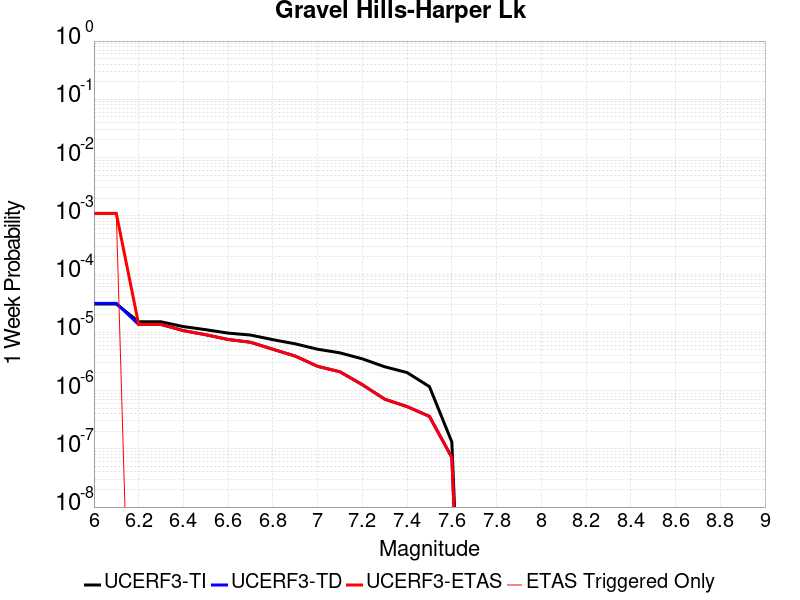 Gravel Hills-Harper Lk
10^0
10^-1
10^-2
10^-3
10^-4
10^-5
10^-6
10^-7
10^-8
1 Week Probability
6 6.2 6.4 6.6 6.8 7 7.2 7.4 7.6 7.8 8 8.2 8.4 8.6 8.8 9
Magnitude
UCERF3-TI UCERF3-TD UCERF3-ETAS ETAS Triggered Only